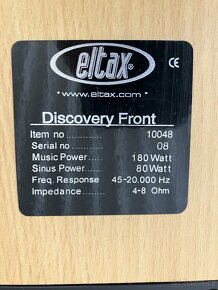 eltax®
CE
• www.eltax.com •
Discovery Front
Item no ............ 10048
Serial no ............ 08
Music Power ..... 180 Watt
Sinus Power ....... 80 Watt
Freq. Response 45-20.000 Hz
Impedance ........ 4-8 Ohm